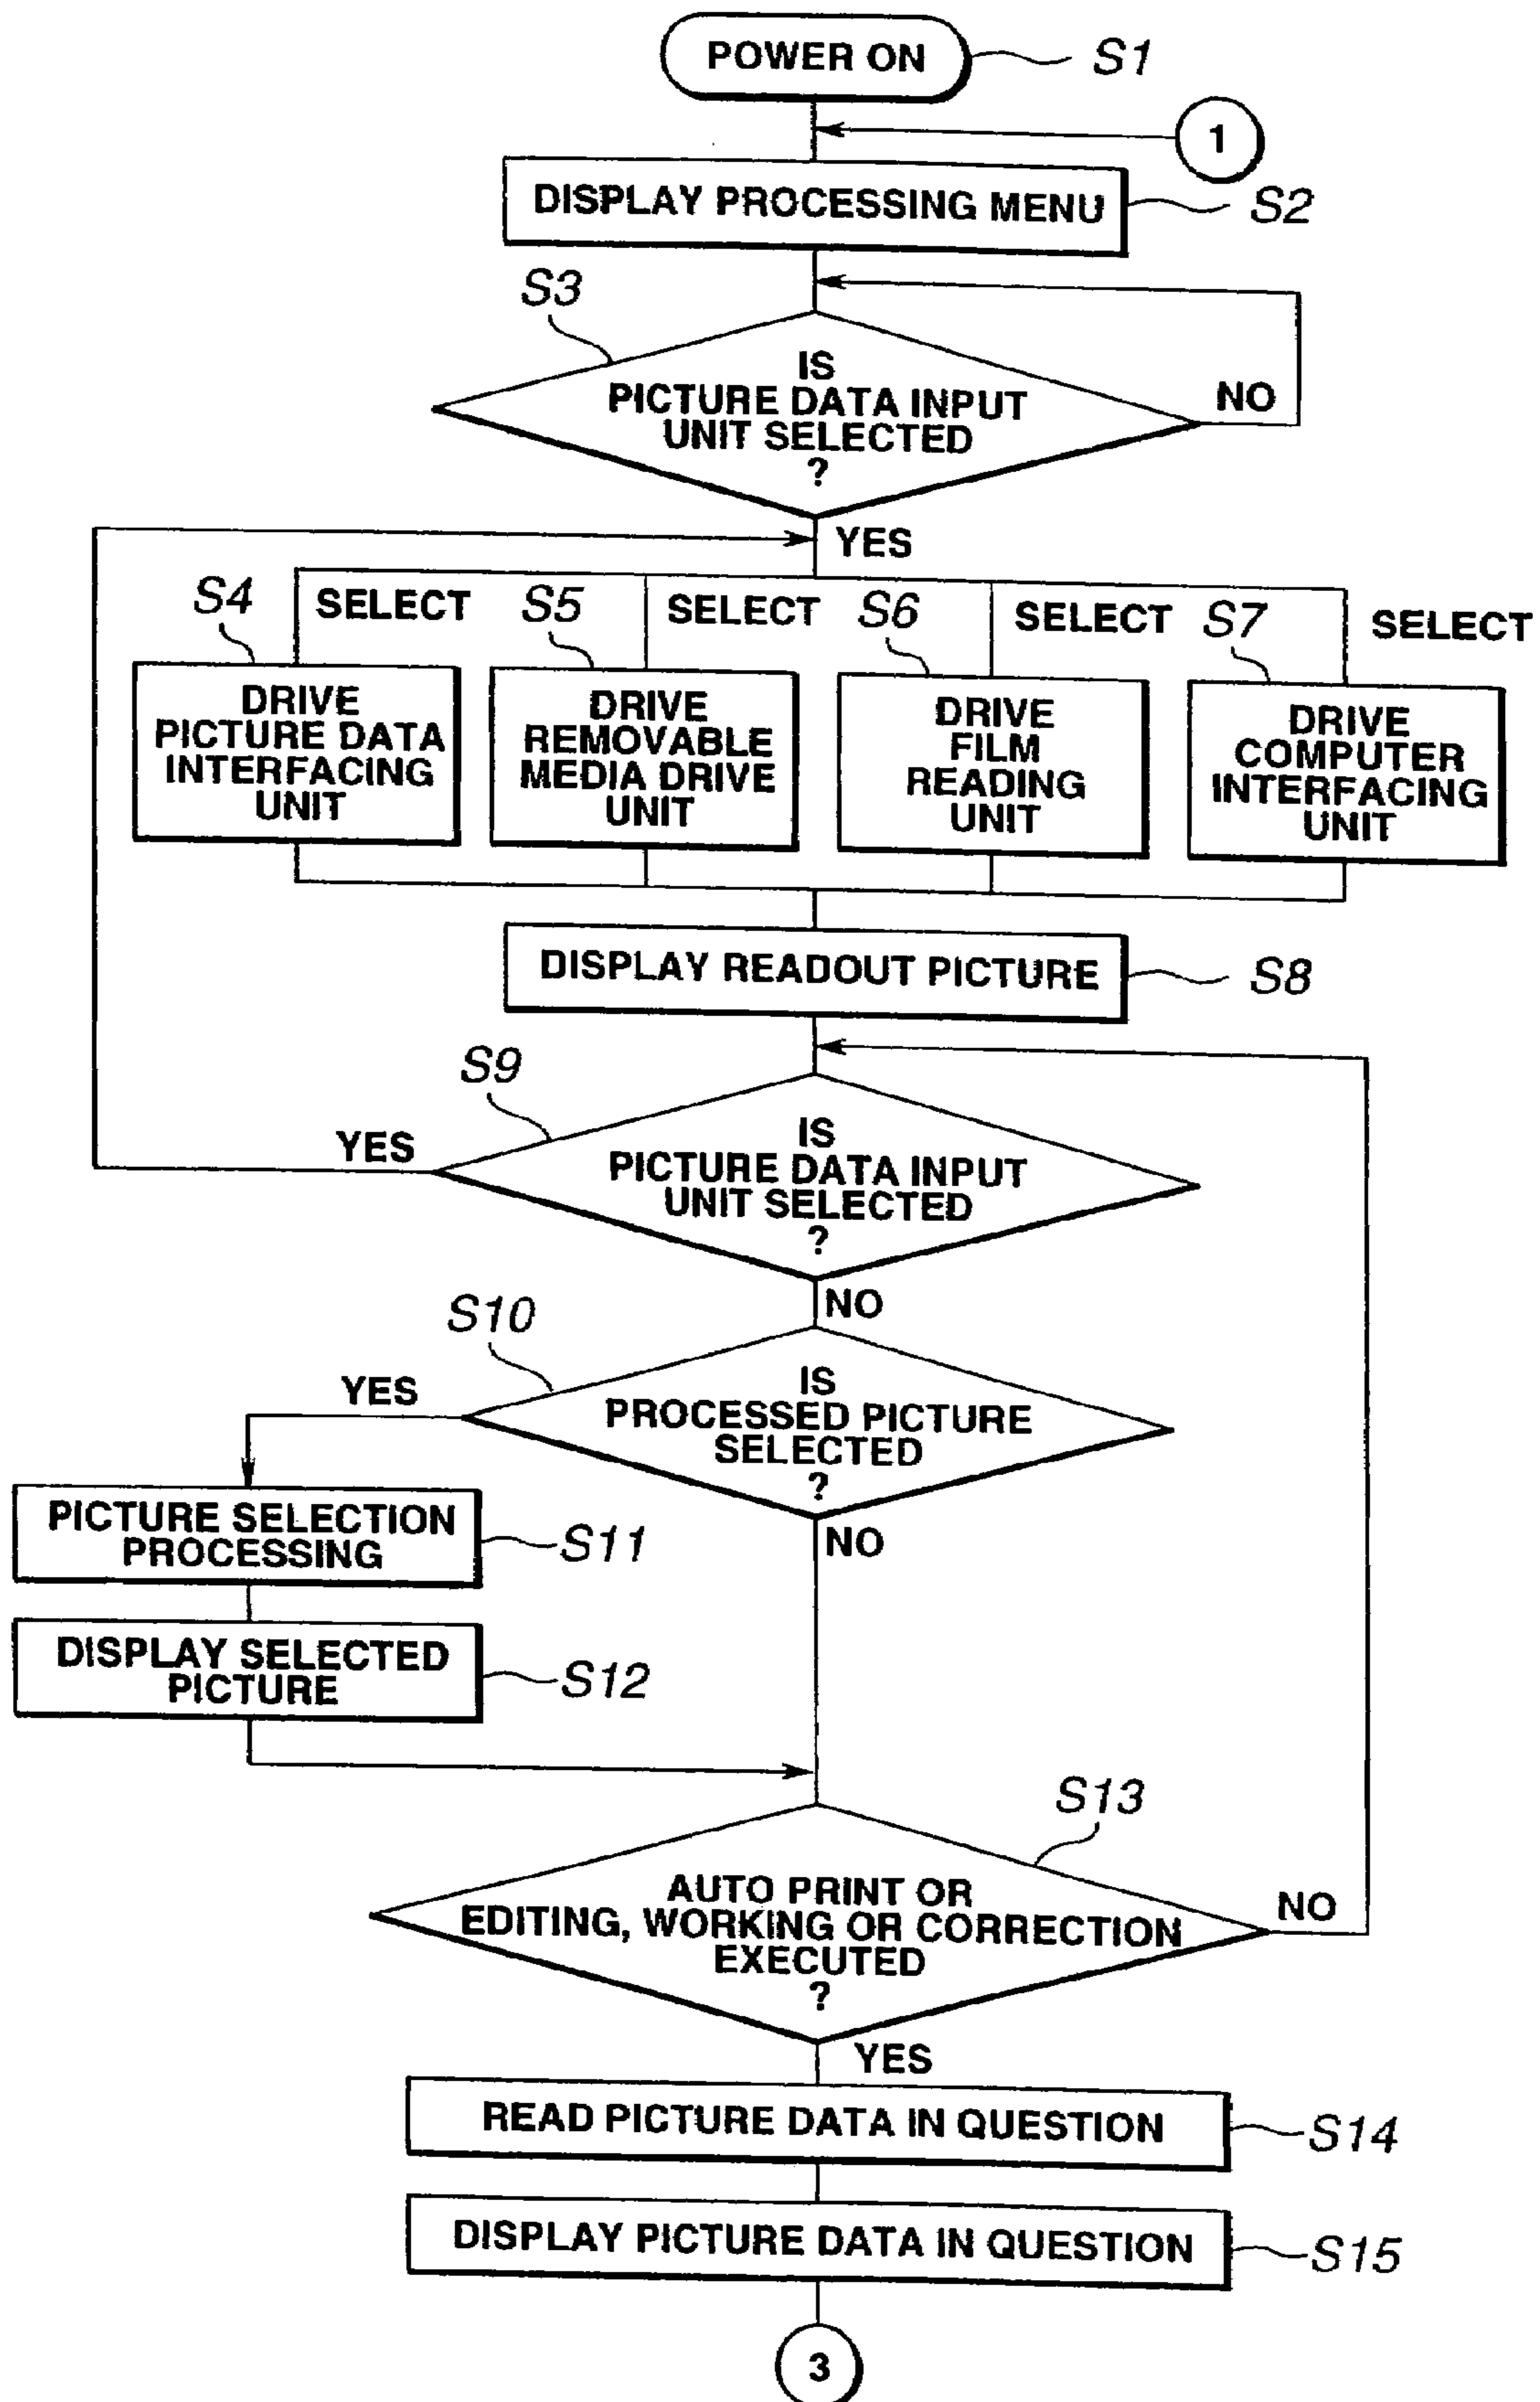 POWER ON
S1
1
DISPLAY PROCESSING MENU
S2
S3
IS
PICTURE DATA INPUT
UNIT SELECTED
?
NO
YES
S4
SELECT
S5
SELECT
S6
SELECT
S7
SELECT
DRIVE
PICTURE DATA
INTERFACING
UNIT
DRIVE
REMOVABLE
MEDIA DRIVE
UNIT
DRIVE
FILM
READING
UNIT
DRIVE
COMPUTER
INTERFACING
UNIT
DISPLAY READOUT PICTURE
S8
S9
YES
IS
PICTURE DATA INPUT
UNIT SELECTED
?
NO
S10
YES
IS
PROCESSED PICTURE
SELECTED
?
NO
PICTURE SELECTION
PROCESSING
S11
DISPLAY SELECTED
PICTURE
S12
S13
AUTO PRINT OR
EDITING, WORKING OR CORRECTION
EXECUTED
?
NO
YES
READ PICTURE DATA IN QUESTION
S14
DISPLAY PICTURE DATA IN QUESTION
S15
3